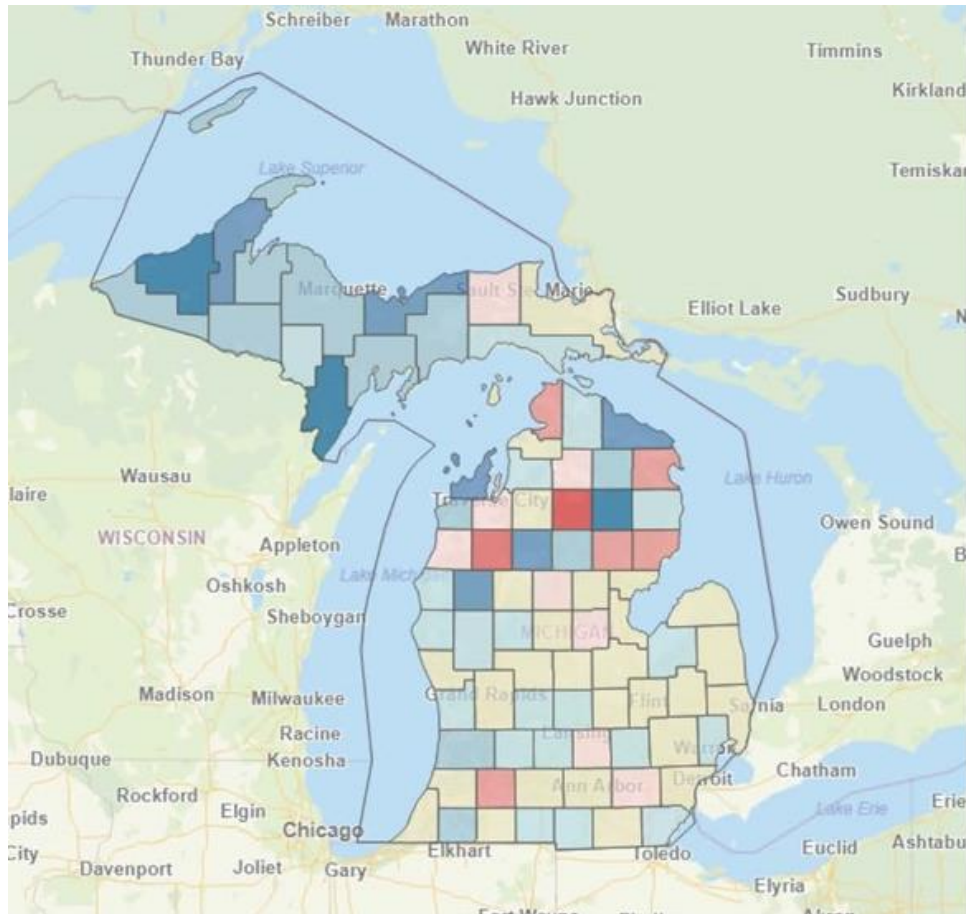 Schreiber
Marathon
White River
Timmins
Thunder Bay
Hawk Junction
Kirkland
Lake Superior
Temiskam
Marquette
Sault Ste. Marie
Elliot Lake
Sudbury
N
Wausau
Lake Huron
laire
Traverse City
Owen Sound
WISCONSIN
Appleton
B
Lake Michigan
Oshkosh
Crosse
Sheboygan
MICHIGAN
Guelph
Woodstock
Madison
Milwaukee
Grand Rapids
Flint
Sarnia
London
Racine
Lansing
Warren
Dubuque
Kenosha
Chatham
Rockford
Ann Arbor
Detroit
Elgin
Lake Erie
Erie
pids
Chicago
City
Elkhart
Toledo
Euclid
Ashtabu
Davenport
Joliet
Gary
Elyria
Fort Wayne